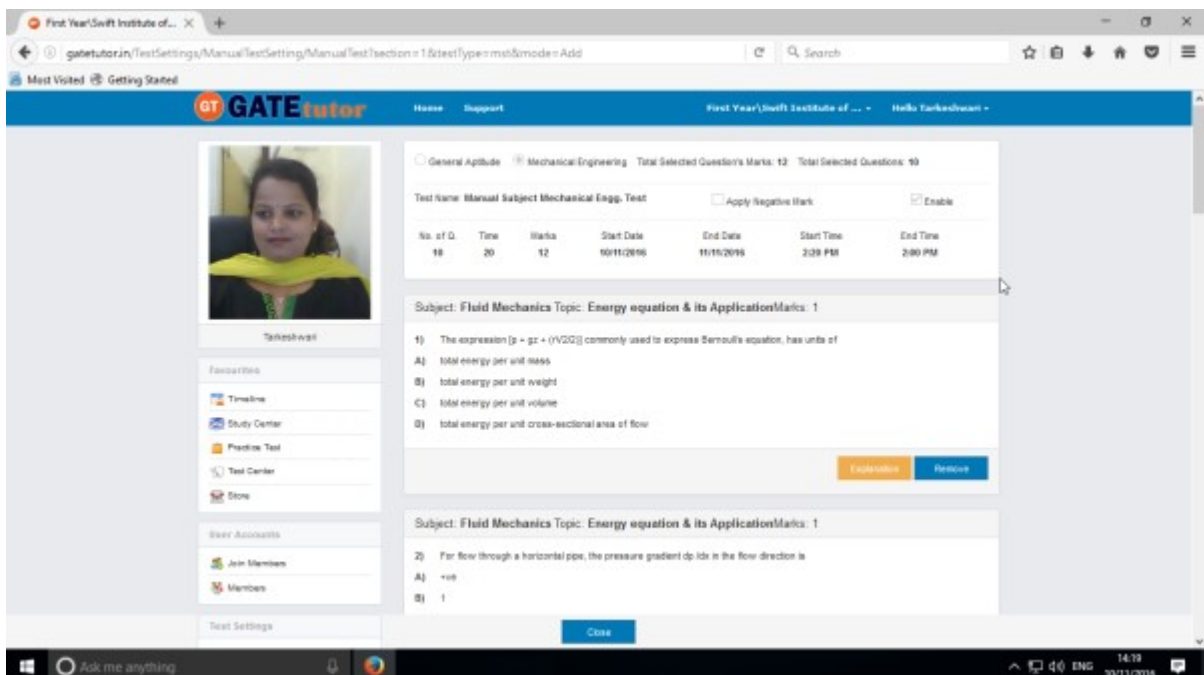 First Year\Swift Institute of...
gatetutor.in/TestSettings/ManualTestSetting/ManualTest?section=1&testType=mst&mode=Add
Search
Most Visited Getting Started
GT GATEtutor Home Support First Year\Swift Institute of ... Hello Tarkeshwari
General Aptitude Mechanical Engineering Total Selected Question's Marks: 12 Total Selected Questions: 10
Test Name: Manual Subject Mechanical Engg. Test Apply Negative Mark Enable
No. of Q. Time Marks Start Date End Date Start Time End Time
10 20 12 10/11/2016 11/11/2016 2:20 PM 2:00 PM
Subject: Fluid Mechanics Topic: Energy equation & its ApplicationMarks: 1
Tarkeshwari
1) The expression [p + gz + (rV2/2)] commonly used to express Bernoulli's equation, has units of
A) total energy per unit mass
B) total energy per unit weight
C) total energy per unit volume
D) total energy per unit cross-sectional area of flow
Explanation Remove
Favourites
Timeline
Study Center
Practice Test
Test Center
Store
Subject: Fluid Mechanics Topic: Energy equation & its ApplicationMarks: 1
2) For flow through a horizontal pipe, the pressure gradient dp /dx in the flow direction is
A) +ve
B) 1
User Accounts
Join Members
Members
Test Settings
Close
Ask me anything
ENG
14:19
10/11/2016